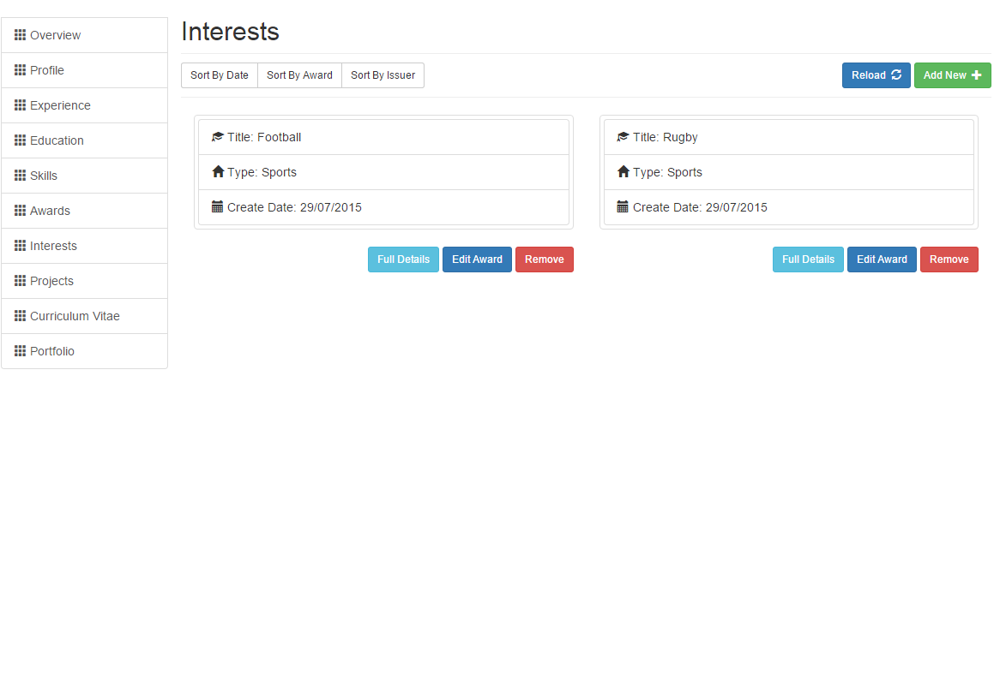 Overview
Profile
Experience
Education
Skills
Awards
Interests
Projects
Curriculum Vitae
Portfolio
Interests
Sort By Date Sort By Award Sort By Issuer Reload Add New
Title: Football
Type: Sports
Create Date: 29/07/2015
Full Details Edit Award Remove
Title: Rugby
Type: Sports
Create Date: 29/07/2015
Full Details Edit Award Remove